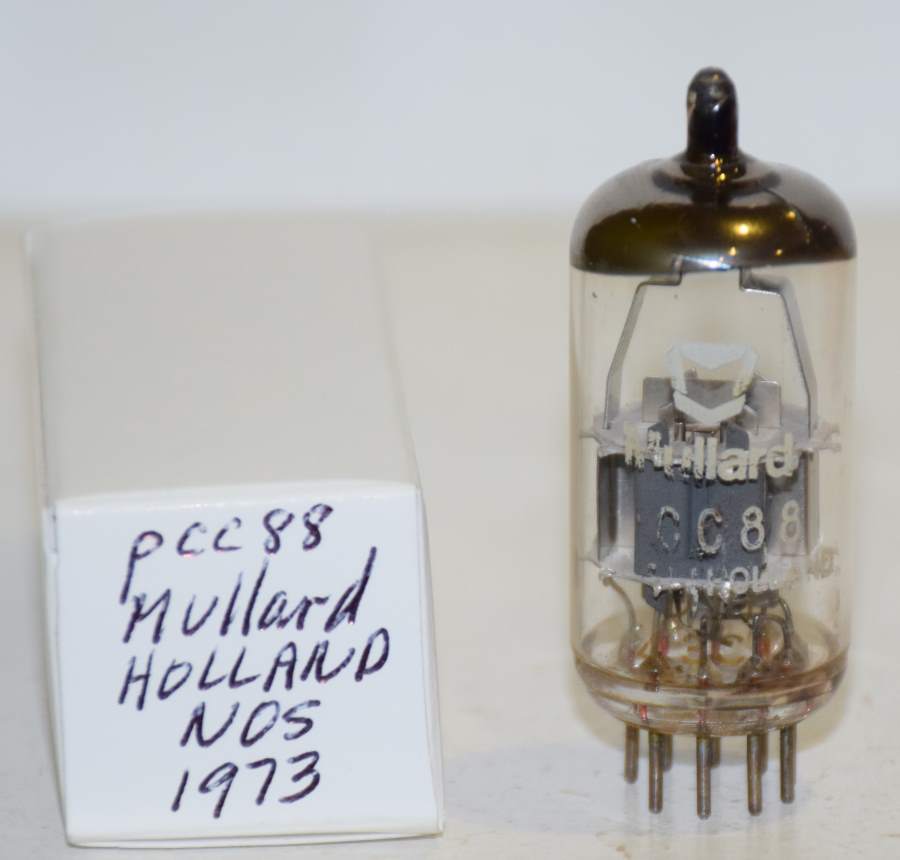 PCC88
Mullard
HOLLAND
NOS
1973
Mullard
CC88